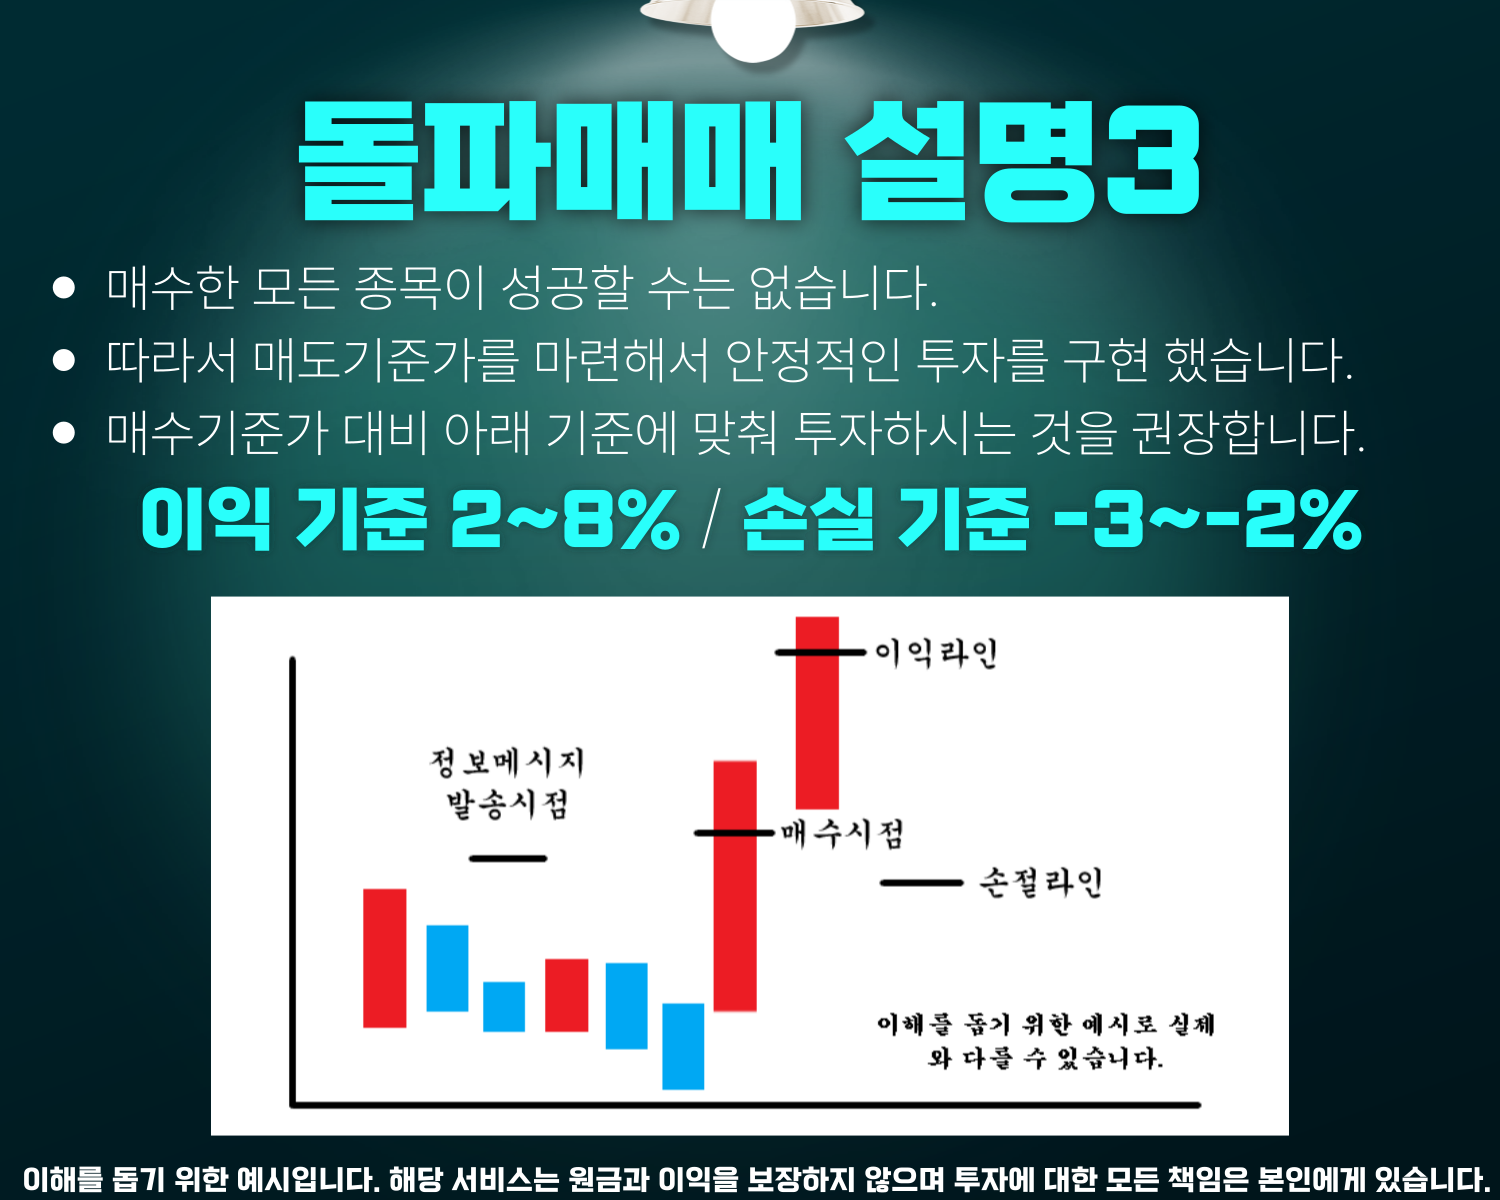 돌파매매 설명3
● 매수한 모든 종목이 성공할 수는 없습니다.
● 따라서 매도기준가를 마련해서 안정적인 투자를 구현 했습니다.
● 매수기준가 대비 아래 기준에 맞춰 투자하시는 것을 권장합니다.
이익 기준 2~8% / 손실 기준 -3~-2%
이익라인
정보메시지
발송시점
매수시점
손절라인
이해를 돕기 위한 예시로 실제
와 다를 수 있습니다.
이해를 돕기 위한 예시입니다. 해당 서비스는 원금과 이익을 보장하지 않으며 투자에 대한 모든 책임은 본인에게 있습니다.